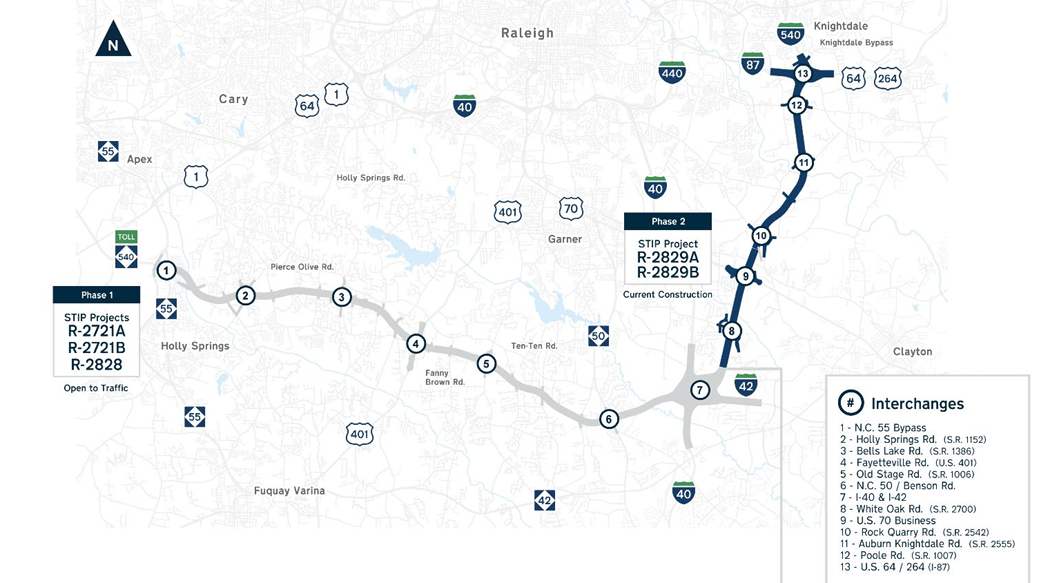 N
Raleigh
540
Knightdale
Knightdale Bypass
87
13
64
264
440
Cary
64
1
40
12
55
Apex
1
Holly Springs Rd.
40
11
401
70
Garner
Phase 2
STIP Project
R-2829A
R-2829B
Current Construction
10
TOLL
540
1
Pierce Olive Rd.
9
Phase 1
STIP Projects
R-2721A
R-2721B
R-2828
Open to Traffic
55
2
3
8
50
Holly Springs
4
Ten-Ten Rd.
Clayton
5
Fanny
Brown Rd.
7
42
55
6
401
Fuquay Varina
42
40
# Interchanges
1 - N.C. 55 Bypass
2 - Holly Springs Rd. (S.R. 1152)
3 - Bells Lake Rd. (S.R. 1386)
4 - Fayetteville Rd. (U.S. 401)
5 - Old Stage Rd. (S.R. 1006)
6 - N.C. 50 / Benson Rd.
7 - I-40 & I-42
8 - White Oak Rd. (S.R. 2700)
9 - U.S. 70 Business
10 - Rock Quarry Rd. (S.R. 2542)
11 - Auburn Knightdale Rd. (S.R. 2555)
12 - Poole Rd. (S.R. 1007)
13 - U.S. 64 / 264 (I-87)